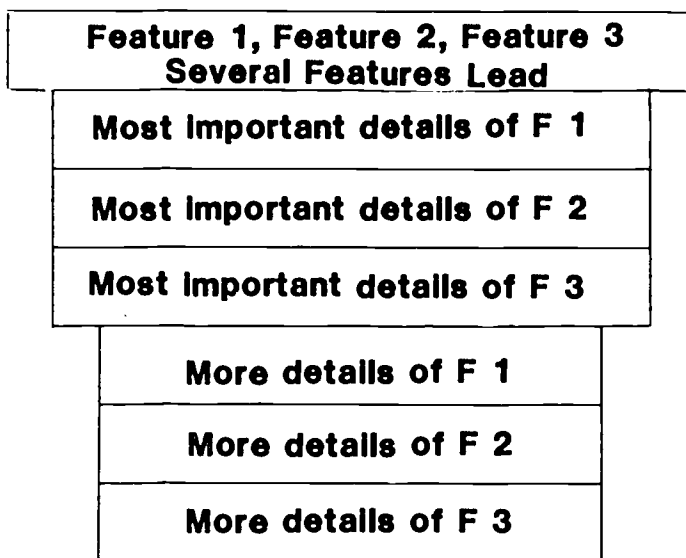 Feature 1, Feature 2, Feature 3
Several Features Lead
Most important details of F 1
Most important details of F 2
Most important details of F 3
More details of F 1
More details of F 2
More details of F 3